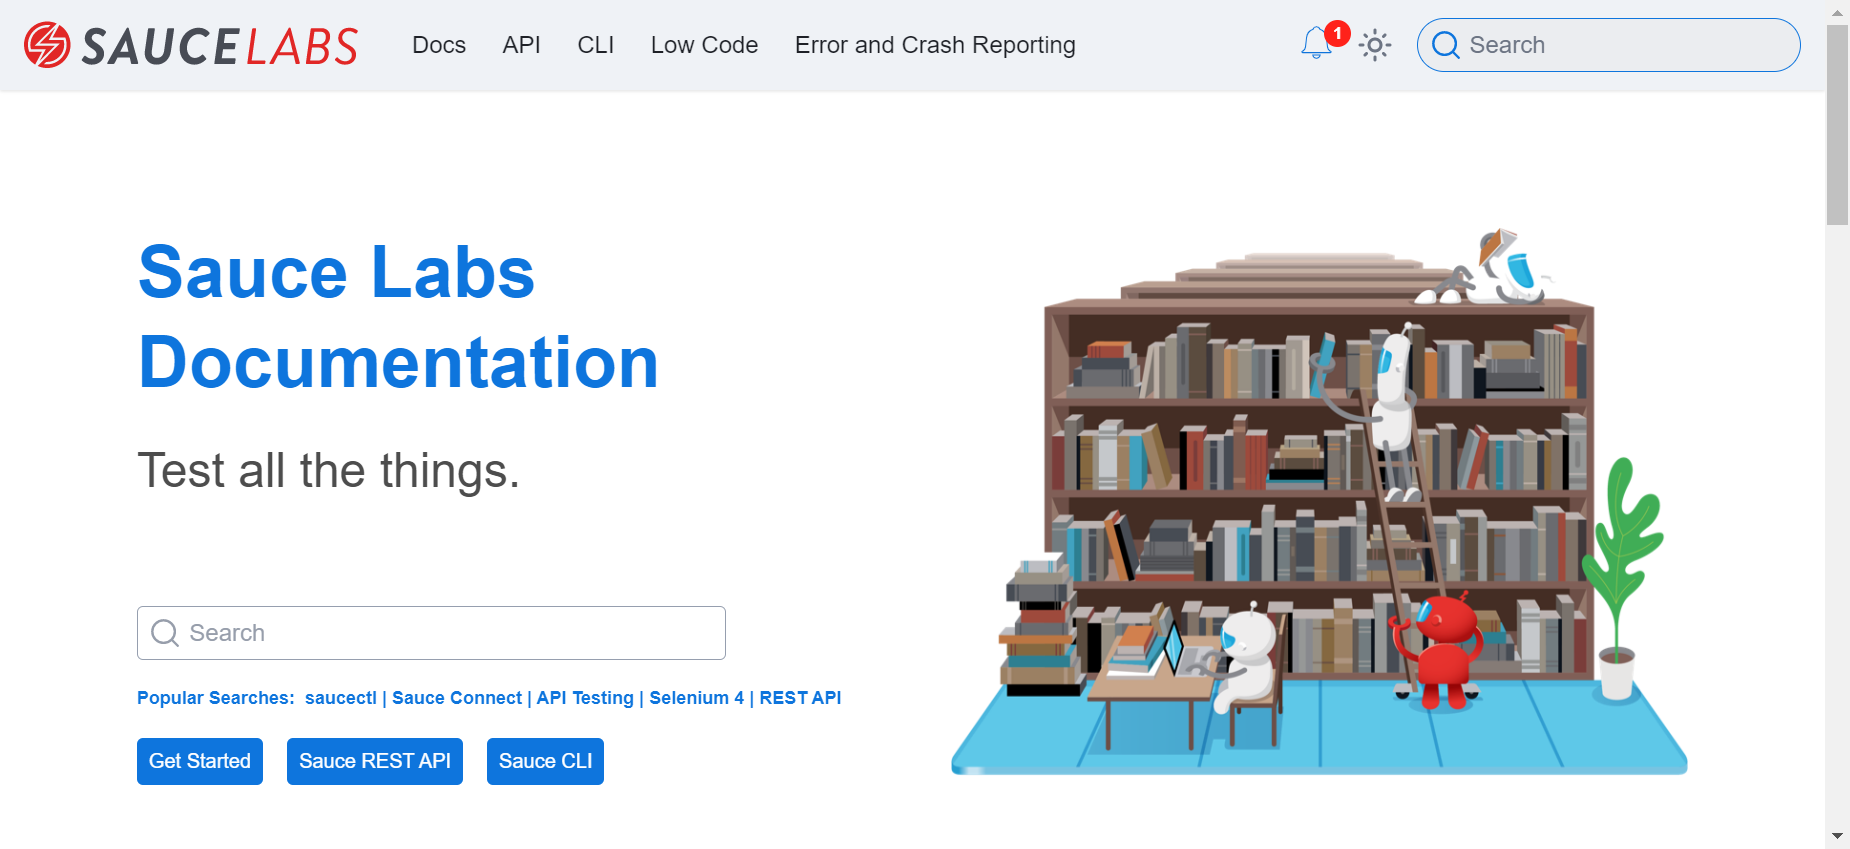 SAUCELABS Docs API CLI Low Code Error and Crash Reporting 1 Search
Sauce Labs
Documentation
Test all the things.
Search
Popular Searches: saucectl | Sauce Connect | API Testing | Selenium 4 | REST API
Get Started Sauce REST API Sauce CLI